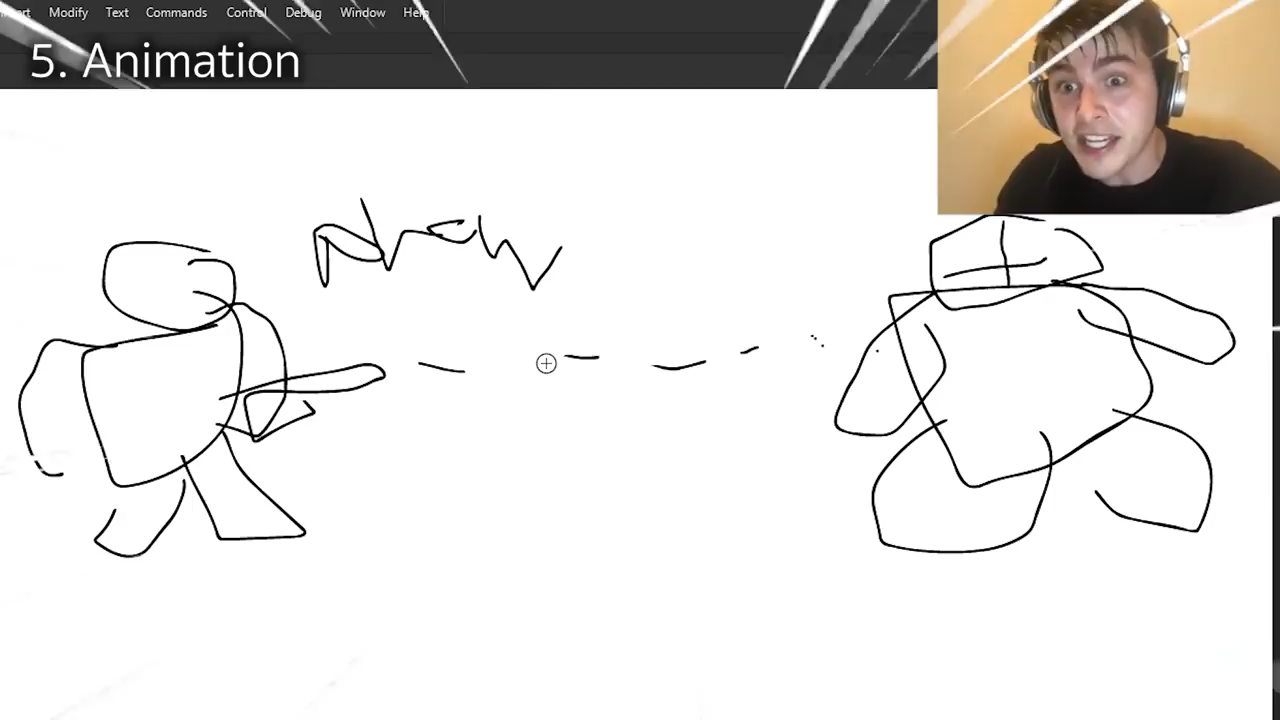 Modify Text Commands Control Debug Window Help
5. Animation